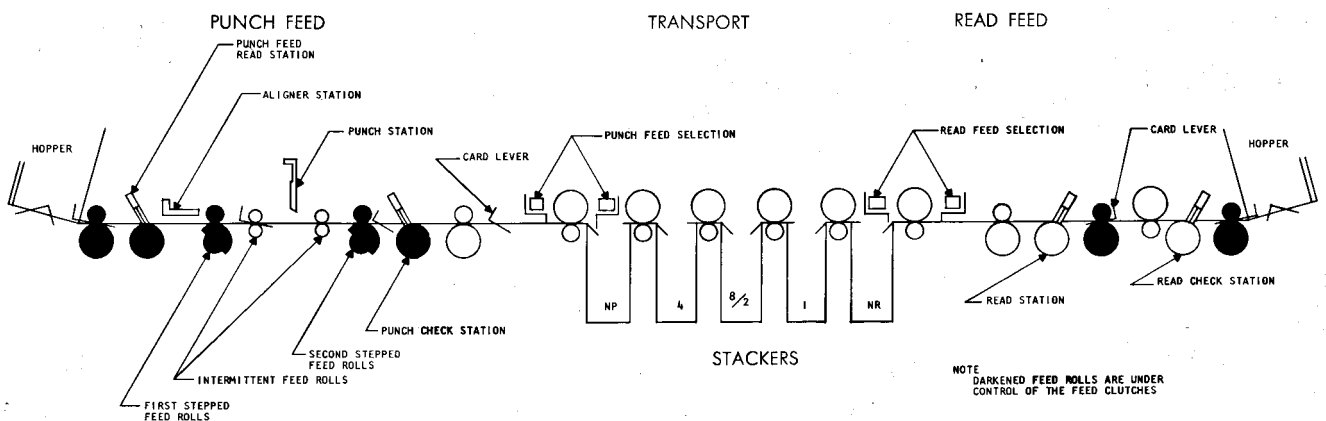 PUNCH FEED
TRANSPORT
READ FEED
PUNCH FEED
READ STATION
ALIGNER STATION
HOPPER
PUNCH STATION
CARD LEVER
PUNCH FEED SELECTION
READ FEED SELECTION
CARD LEVER
HOPPER
NP
4
8/2
1
NR
READ STATION
READ CHECK STATION
PUNCH CHECK STATION
SECOND STEPPED
FEED ROLLS
STACKERS
INTERMITTENT FEED ROLLS
FIRST STEPPED
FEED ROLLS
NOTE
DARKENED FEED ROLLS ARE UNDER
CONTROL OF THE FEED CLUTCHES